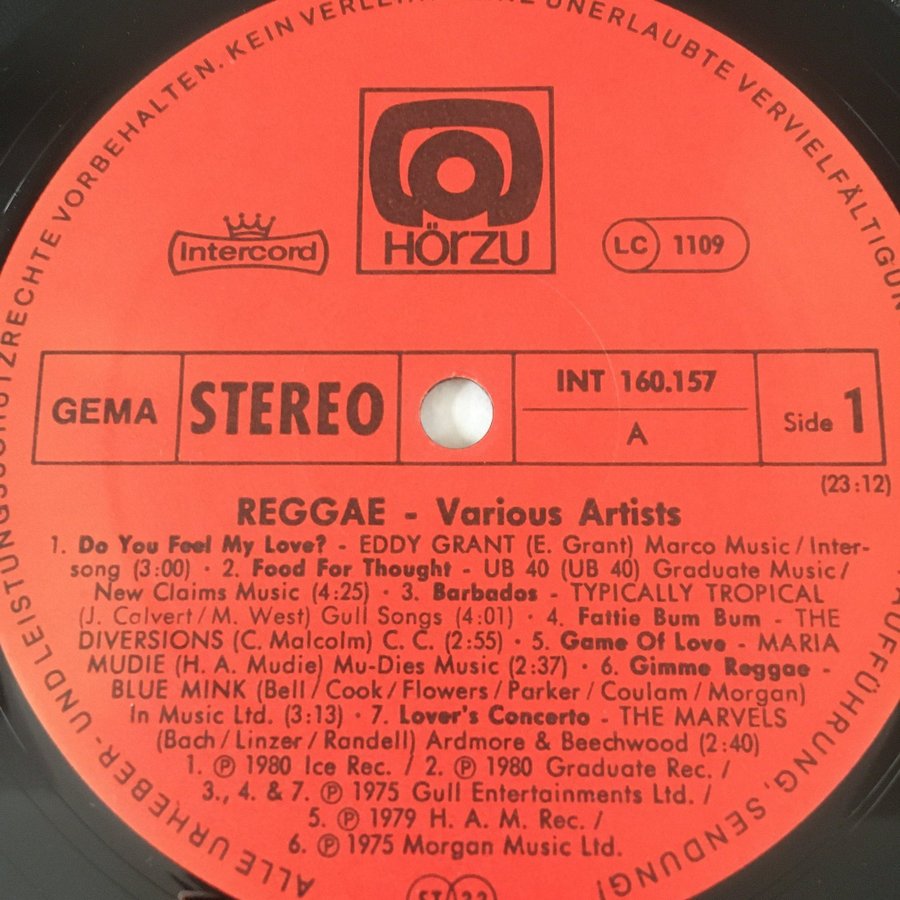 ALLE URHEBER- UND LEISTUNGSSCHUTZRECHTE VORBEHALTEN. KEIN VERLEIH UNERLAUBTE VERVIELFÄLTIGUN AUFFÜHRUNG, SENDUNG!
Intercord
HÖRZU
LC 1109
GEMA
STEREO
INT 160.157
A
Side 1
(23:12)
REGGAE - Various Artists
1. Do You Feel My Love? - EDDY GRANT (E. Grant) Marco Music/Inter-
song (3:00) · 2. Food For Thought - UB 40 (UB 40) Graduate Music/
New Claims Music (4:25) · 3. Barbados - TYPICALLY TROPICAL
(J. Calvert/M. West) Gull Songs (4:01) · 4. Fattie Bum Bum - THE
DIVERSIONS (C. Malcolm) C. C. (2:55) · 5. Game Of Love - MARIA
MUDIE (H. A. Mudie) Mu-Dies Music (2:37) · 6. Gimme Reggae -
BLUE MINK (Bell/Cook/Flowers/Parker/Coulam/Morgan)
In Music Ltd. (3:13) · 7. Lover's Concerto - THE MARVELS
(Bach/Linzer/Randell) Ardmore & Beechwood (2:40)
1. ℗ 1980 Ice Rec. / 2. ℗ 1980 Graduate Rec. /
3., 4. & 7. ℗ 1975 Gull Entertainments Ltd. /
5. ℗ 1979 H. A. M. Rec. /
6. ℗ 1975 Morgan Music Ltd.
ST 33